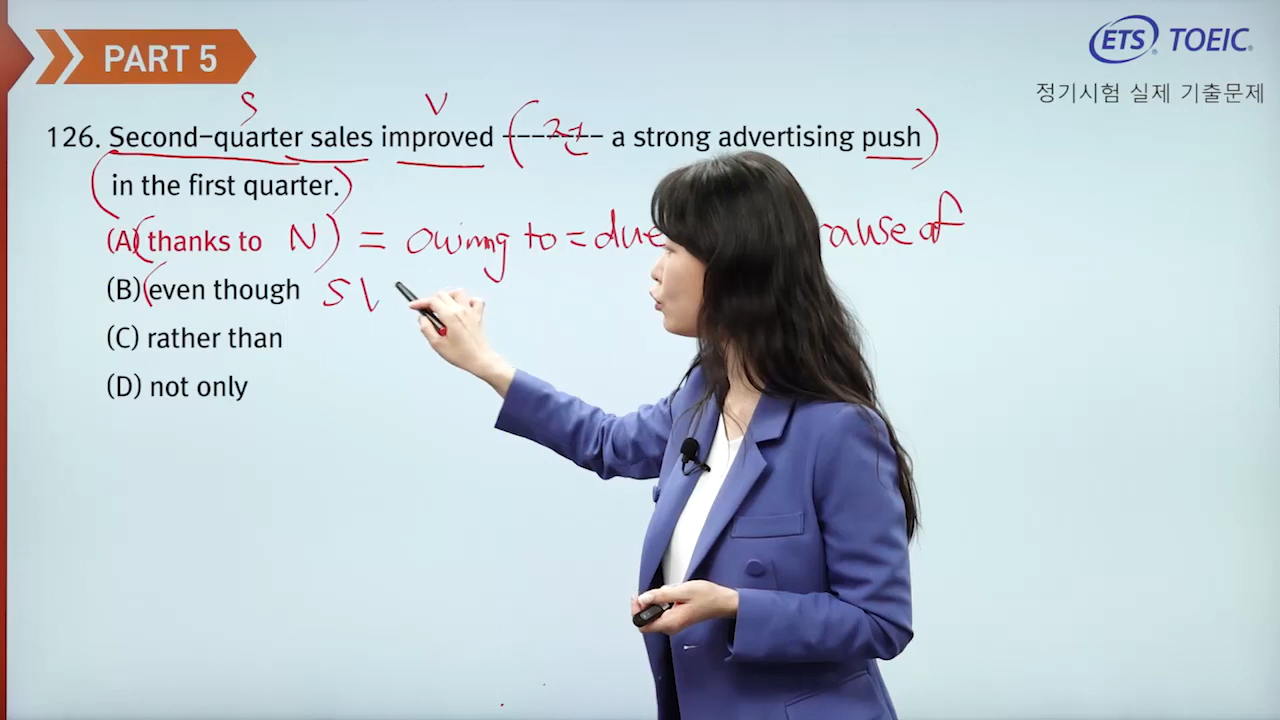 PART 5
ETS TOEIC
정기시험 실제 기출문제
S V
126. Second-quarter sales improved ------- a strong advertising push
전
in the first quarter.
(A) thanks to N) = owing to = due ause of
(B) even though S V
(C) rather than
(D) not only